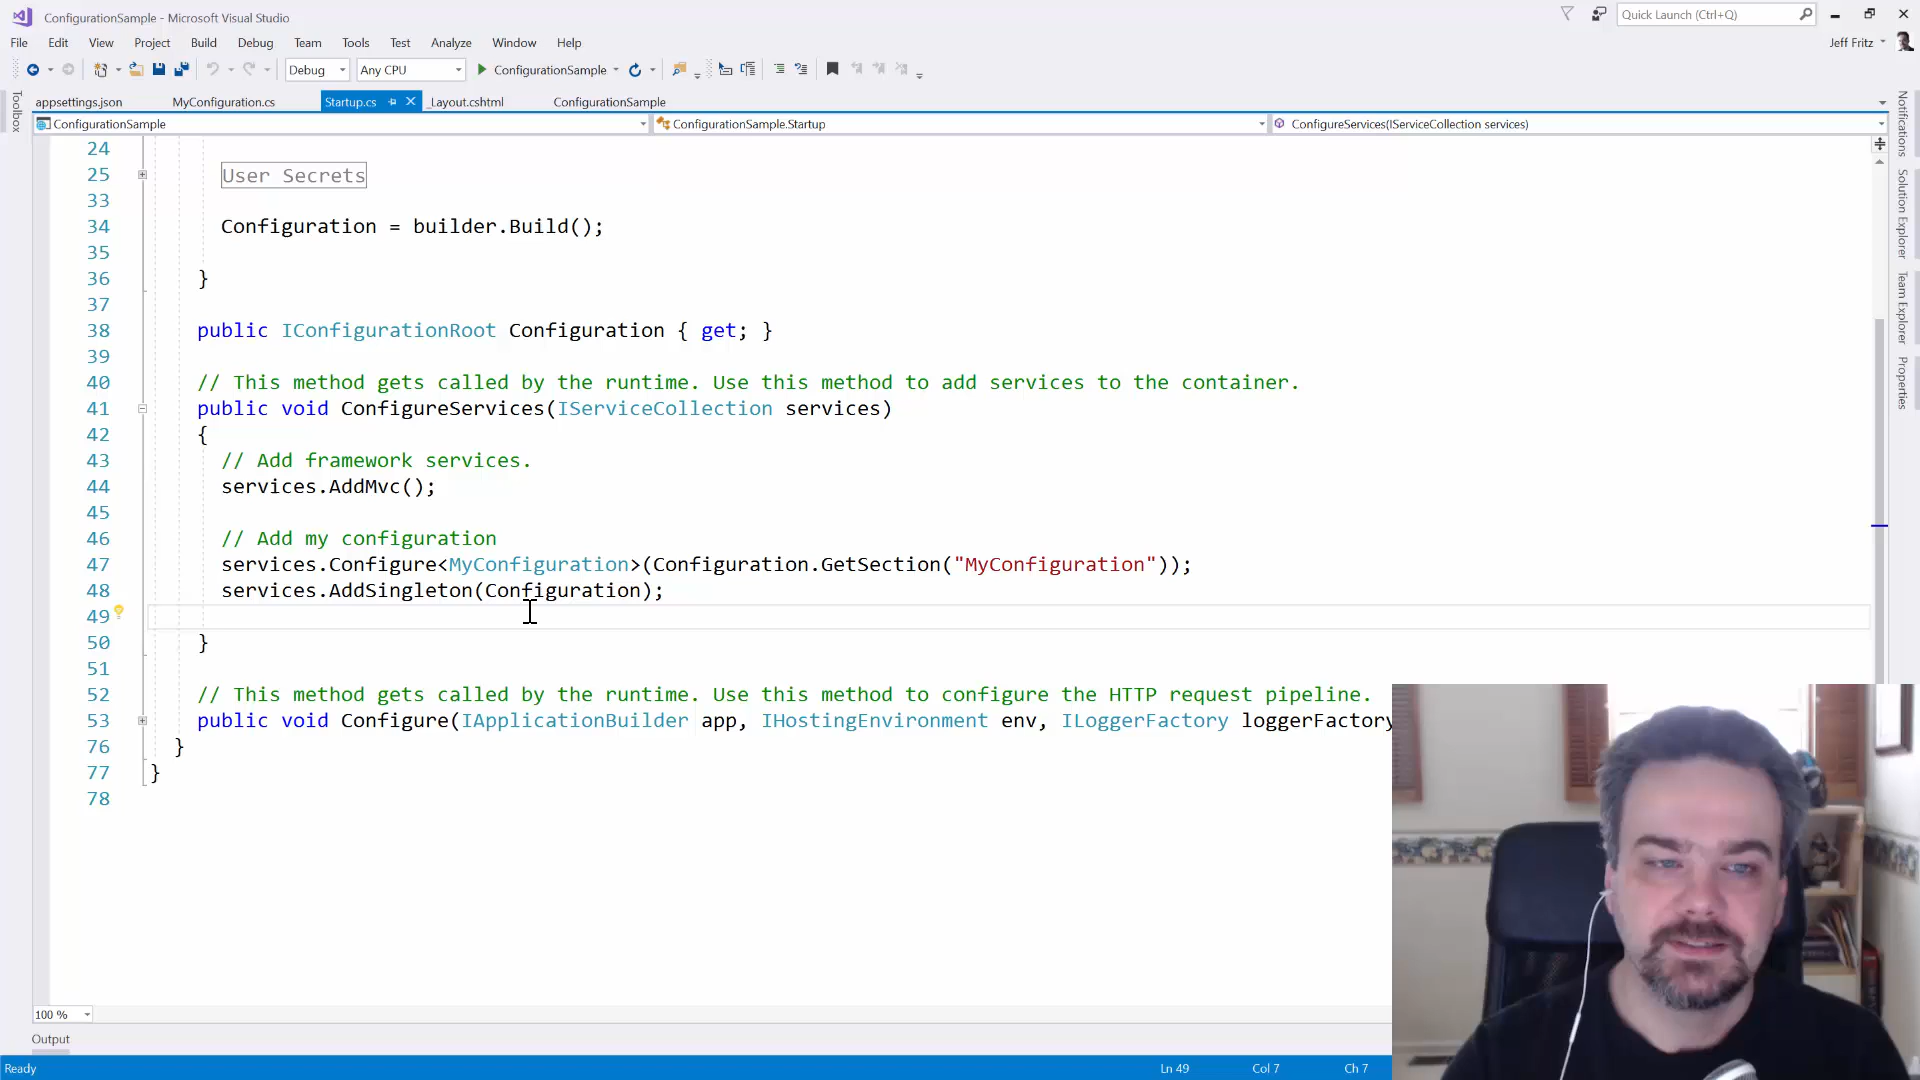 ConfigurationSample - Microsoft Visual Studio
Quick Launch (Ctrl+Q)
File Edit View Project Build Debug Team Tools Test Analyze Window Help
Jeff Fritz
Debug Any CPU ConfigurationSample
appsettings.json MyConfiguration.cs Startup.cs _Layout.cshtml ConfigurationSample
ConfigurationSample ConfigurationSample.Startup ConfigureServices(IServiceCollection services)
Toolbox
Notifications
Solution Explorer
Team Explorer
Properties
24
25 User Secrets
33
34 Configuration = builder.Build();
35
36 }
37
38 public IConfigurationRoot Configuration { get; }
39
40 // This method gets called by the runtime. Use this method to add services to the container.
41 public void ConfigureServices(IServiceCollection services)
42 {
43 // Add framework services.
44 services.AddMvc();
45
46 // Add my configuration
47 services.Configure<MyConfiguration>(Configuration.GetSection("MyConfiguration"));
48 services.AddSingleton(Configuration);
49
50 }
51
52 // This method gets called by the runtime. Use this method to configure the HTTP request pipeline.
53 public void Configure(IApplicationBuilder app, IHostingEnvironment env, ILoggerFactory loggerFactory
76 }
77 }
78
100 %
Output
Ready Ln 49 Col 7 Ch 7